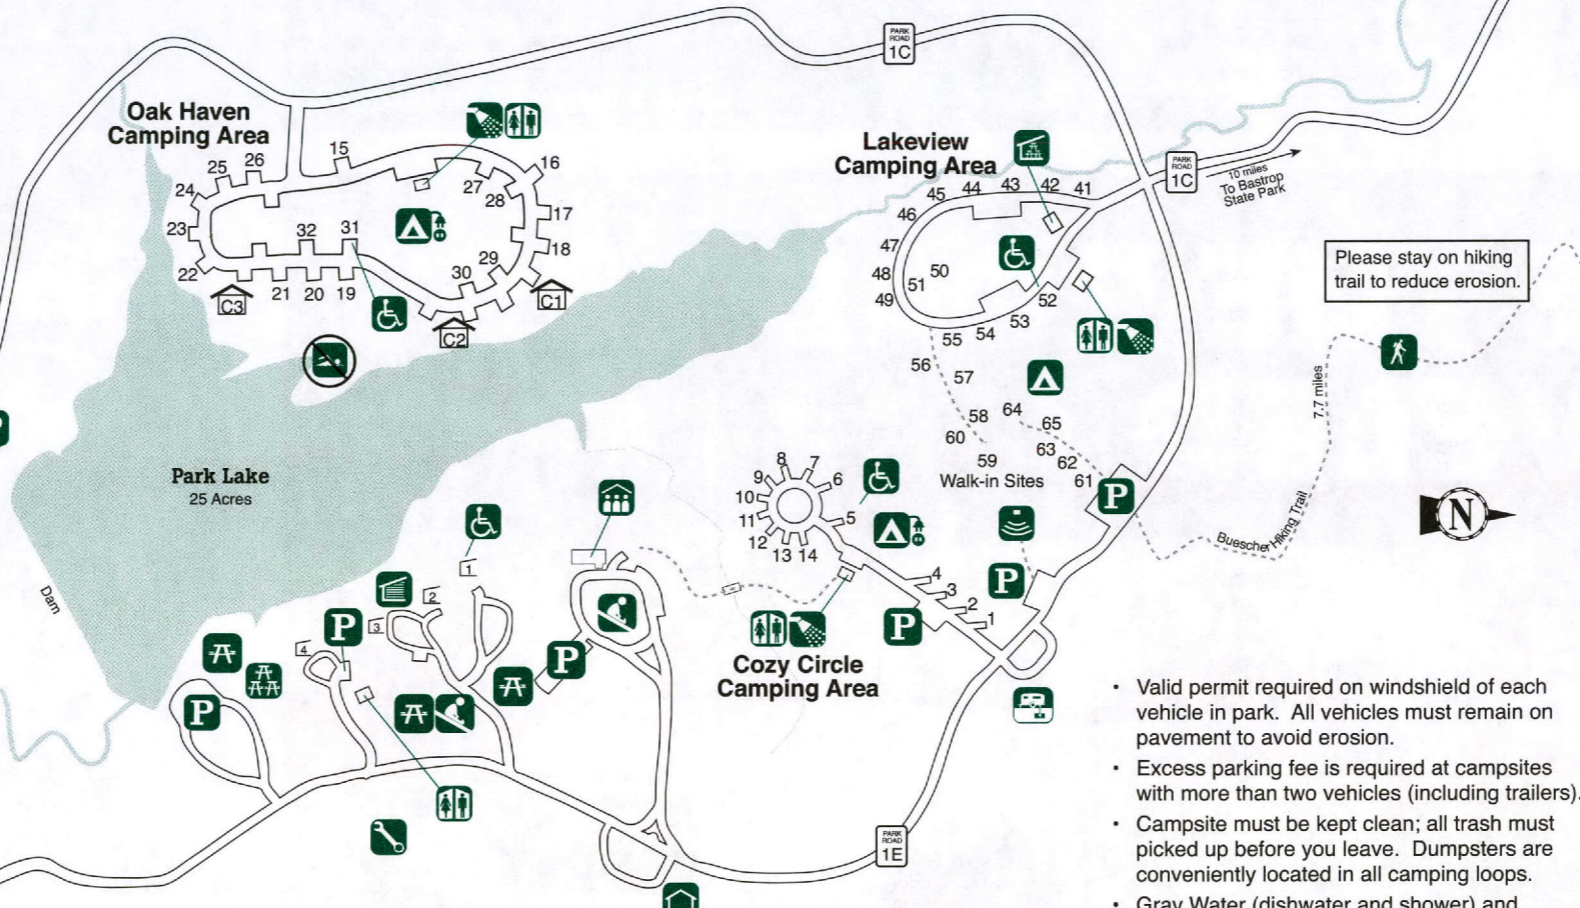 PARK
ROAD
1C
Oak Haven
Camping Area
15
16
17
18
19
20
21
22
23
24
25
26
27
28
29
30
31
32
C1
C2
C3
Lakeview
Camping Area
41
42
43
44
45
46
47
48
49
50
51
52
53
54
55
56
57
58
59
60
61
62
63
64
65
Walk-in Sites
PARK
ROAD
1C
10 miles
To Bastrop
State Park
Please stay on hiking
trail to reduce erosion.
7.7 miles
Buescher Hiking Trail
N
Park Lake
25 Acres
Dam
1
2
3
4
5
6
7
8
9
10
11
12
13
14
Cozy Circle
Camping Area
1
2
3
4
P
P
P
P
P
P
PARK
ROAD
1E
• Valid permit required on windshield of each
vehicle in park. All vehicles must remain on
pavement to avoid erosion.
• Excess parking fee is required at campsites
with more than two vehicles (including trailers).
• Campsite must be kept clean; all trash must
picked up before you leave. Dumpsters are
conveniently located in all camping loops.
• Gray Water (dishwater and shower) and